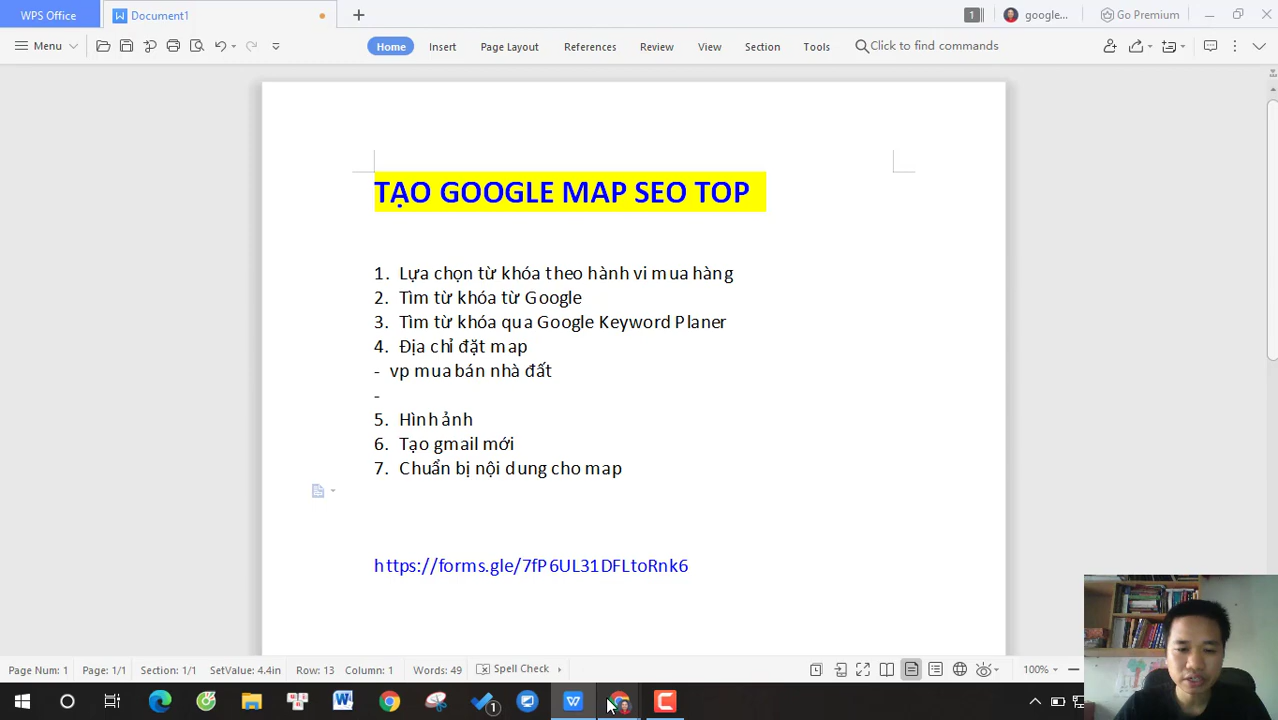 WPS Office
Document1
1
google...
Go Premium
Menu
Home
Insert
Page Layout
References
Review
View
Section
Tools
Click to find commands
TẠO GOOGLE MAP SEO TOP
1. Lựa chọn từ khóa theo hành vi mua hàng
2. Tìm từ khóa từ Google
3. Tìm từ khóa qua Google Keyword Planer
4. Địa chỉ đặt map
- vp mua bán nhà đất
-
5. Hình ảnh
6. Tạo gmail mới
7. Chuẩn bị nội dung cho map
https://forms.gle/7fP6UL31DFLtoRnk6
Page Num: 1
Page: 1/1
Section: 1/1
SetValue: 4.4in
Row: 13
Column: 1
Words: 49
Spell Check
100%
1